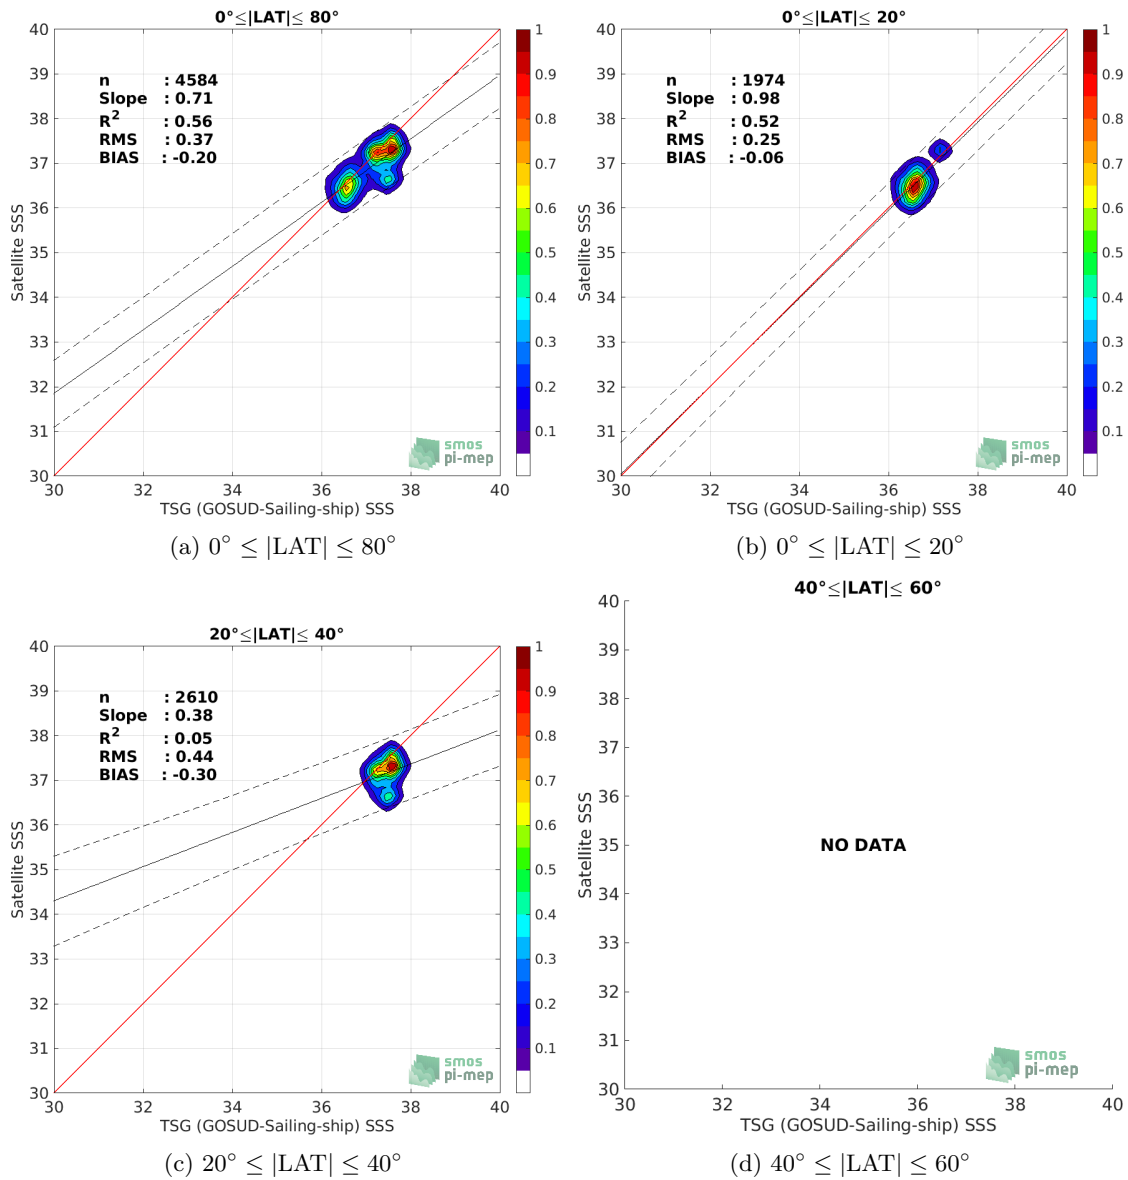 0°≤|LAT|≤ 80°
40
39
38
37
36
35
34
33
32
31
30
Satellite SSS
n : 4584
Slope : 0.71
R² : 0.56
RMS : 0.37
BIAS : -0.20
smos
pi-mep
30 32 34 36 38 40
TSG (GOSUD-Sailing-ship) SSS
1
0.9
0.8
0.7
0.6
0.5
0.4
0.3
0.2
0.1
(a) 0° ≤ |LAT| ≤ 80°
0°≤|LAT|≤ 20°
40
39
38
37
36
35
34
33
32
31
30
Satellite SSS
n : 1974
Slope : 0.98
R² : 0.52
RMS : 0.25
BIAS : -0.06
smos
pi-mep
30 32 34 36 38 40
TSG (GOSUD-Sailing-ship) SSS
1
0.9
0.8
0.7
0.6
0.5
0.4
0.3
0.2
0.1
(b) 0° ≤ |LAT| ≤ 20°
20°≤|LAT|≤ 40°
40
39
38
37
36
35
34
33
32
31
30
Satellite SSS
n : 2610
Slope : 0.38
R² : 0.05
RMS : 0.44
BIAS : -0.30
smos
pi-mep
30 32 34 36 38 40
TSG (GOSUD-Sailing-ship) SSS
1
0.9
0.8
0.7
0.6
0.5
0.4
0.3
0.2
0.1
(c) 20° ≤ |LAT| ≤ 40°
40°≤|LAT|≤ 60°
40
39
38
37
36
35
34
33
32
31
30
Satellite SSS
NO DATA
smos
pi-mep
30 32 34 36 38 40
TSG (GOSUD-Sailing-ship) SSS
(d) 40° ≤ |LAT| ≤ 60°